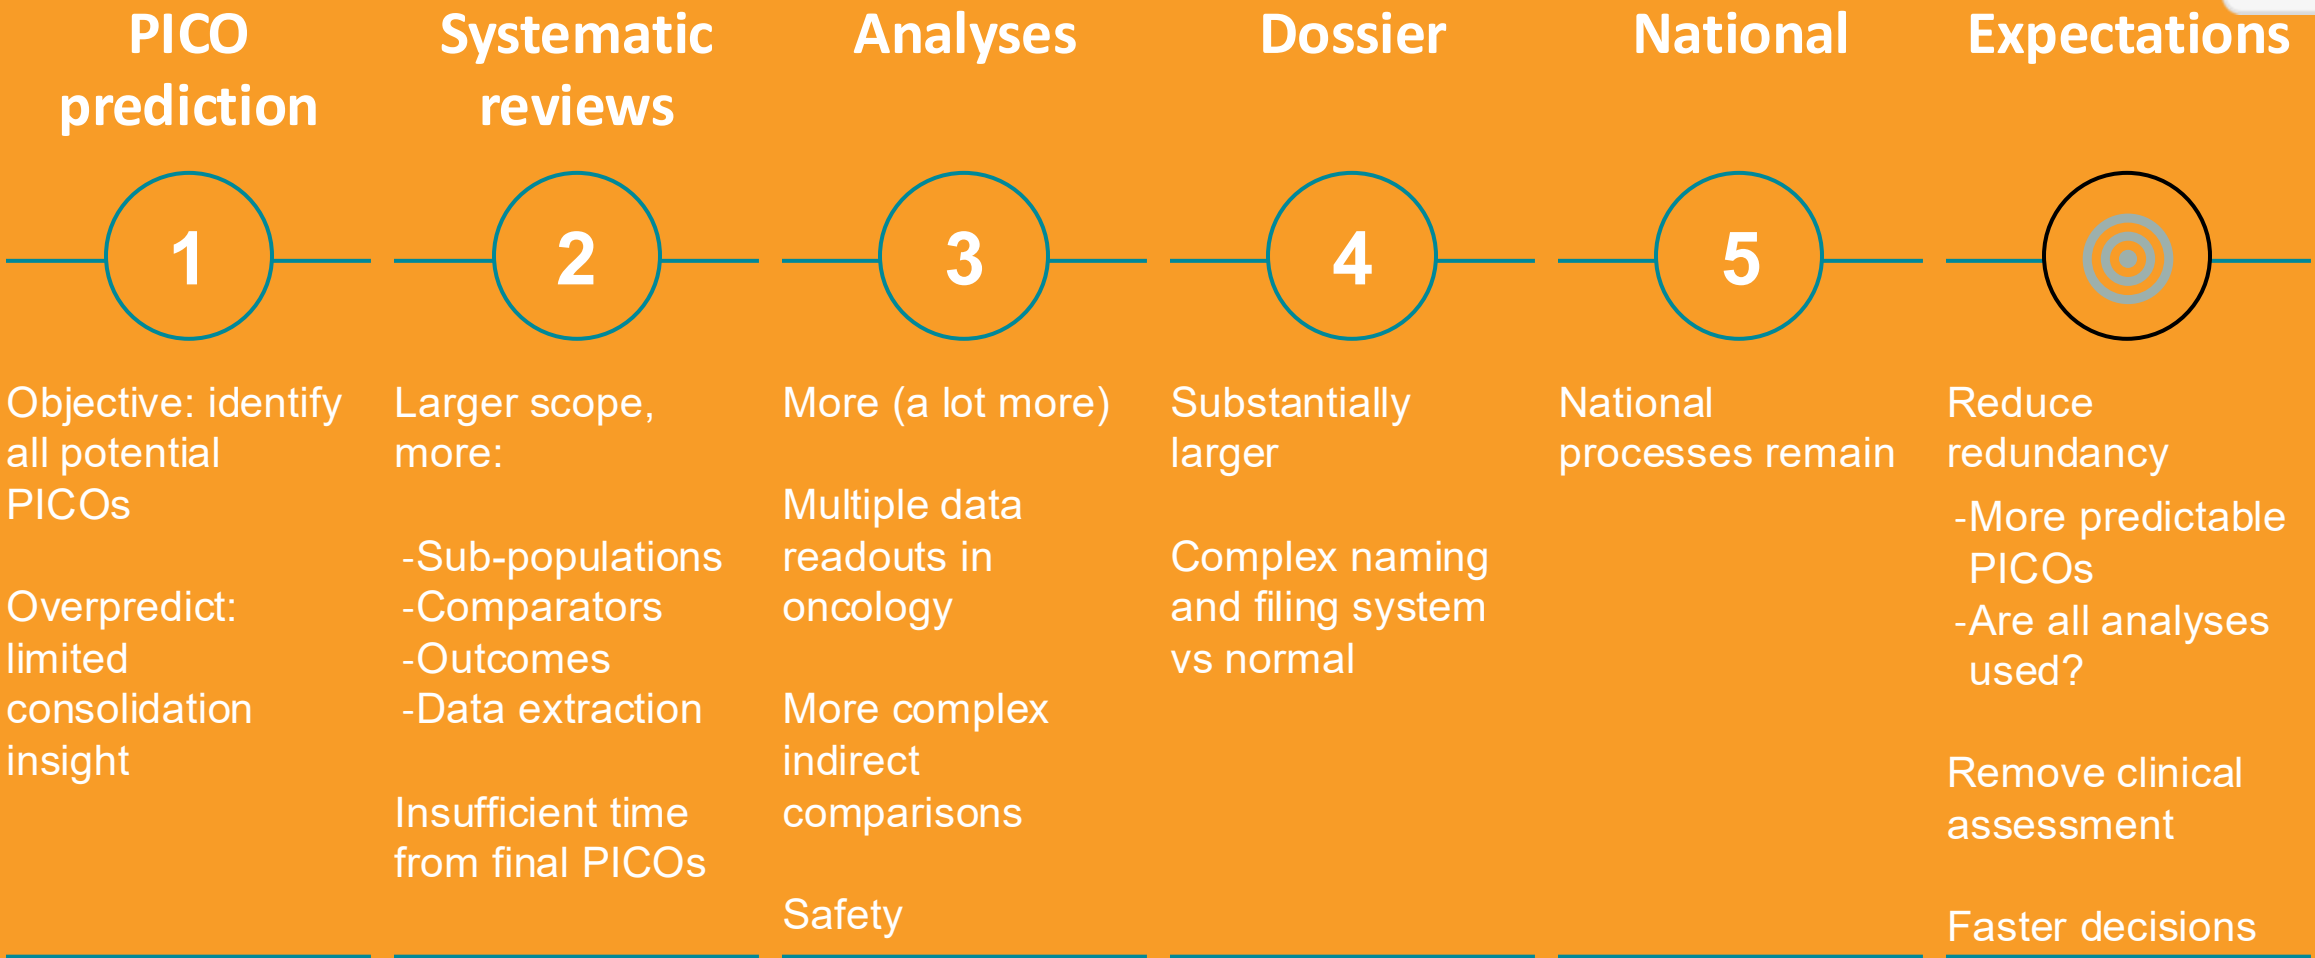 PICO
prediction
1
Objective: identify
all potential
PICOs
Overpredict:
limited
consolidation
insight
Systematic
reviews
2
Larger scope,
more:
-Sub-populations
-Comparators
-Outcomes
-Data extraction
Insufficient time
from final PICOs
Analyses
3
More (a lot more)
Multiple data
readouts in
oncology
More complex
indirect
comparisons
Safety
Dossier
4
Substantially
larger
Complex naming
and filing system
vs normal
National
5
National
processes remain
Expectations
Reduce
redundancy
-More predictable
PICOs
-Are all analyses
used?
Remove clinical
assessment
Faster decisions